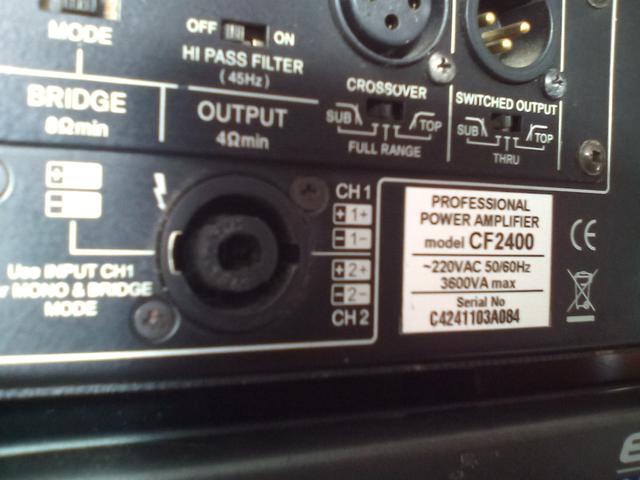 MODE
OFF ON
HI PASS FILTER
(45Hz)
BRIDGE
8Ωmin
OUTPUT
4Ωmin
CROSSOVER
SUB TOP
FULL RANGE
SWITCHED OUTPUT
SUB TOP
THRU
CH 1
+ 1+
- 1-
+ 2+
- 2-
CH 2
Use INPUT CH1
MONO & BRIDGE
MODE
PROFESSIONAL
POWER AMPLIFIER
model CF2400
~220VAC 50/60Hz
3600VA max
Serial No
C4241103A084
CE